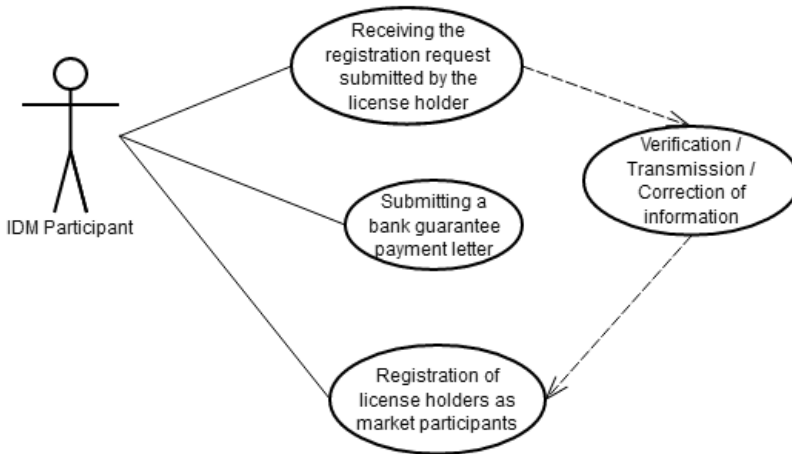 Receiving the
registration request
submitted by the
license holder
Verification /
Transmission /
Correction of
information
Submitting a
bank guarantee
payment letter
IDM Participant
Registration of
license holders as
market participants